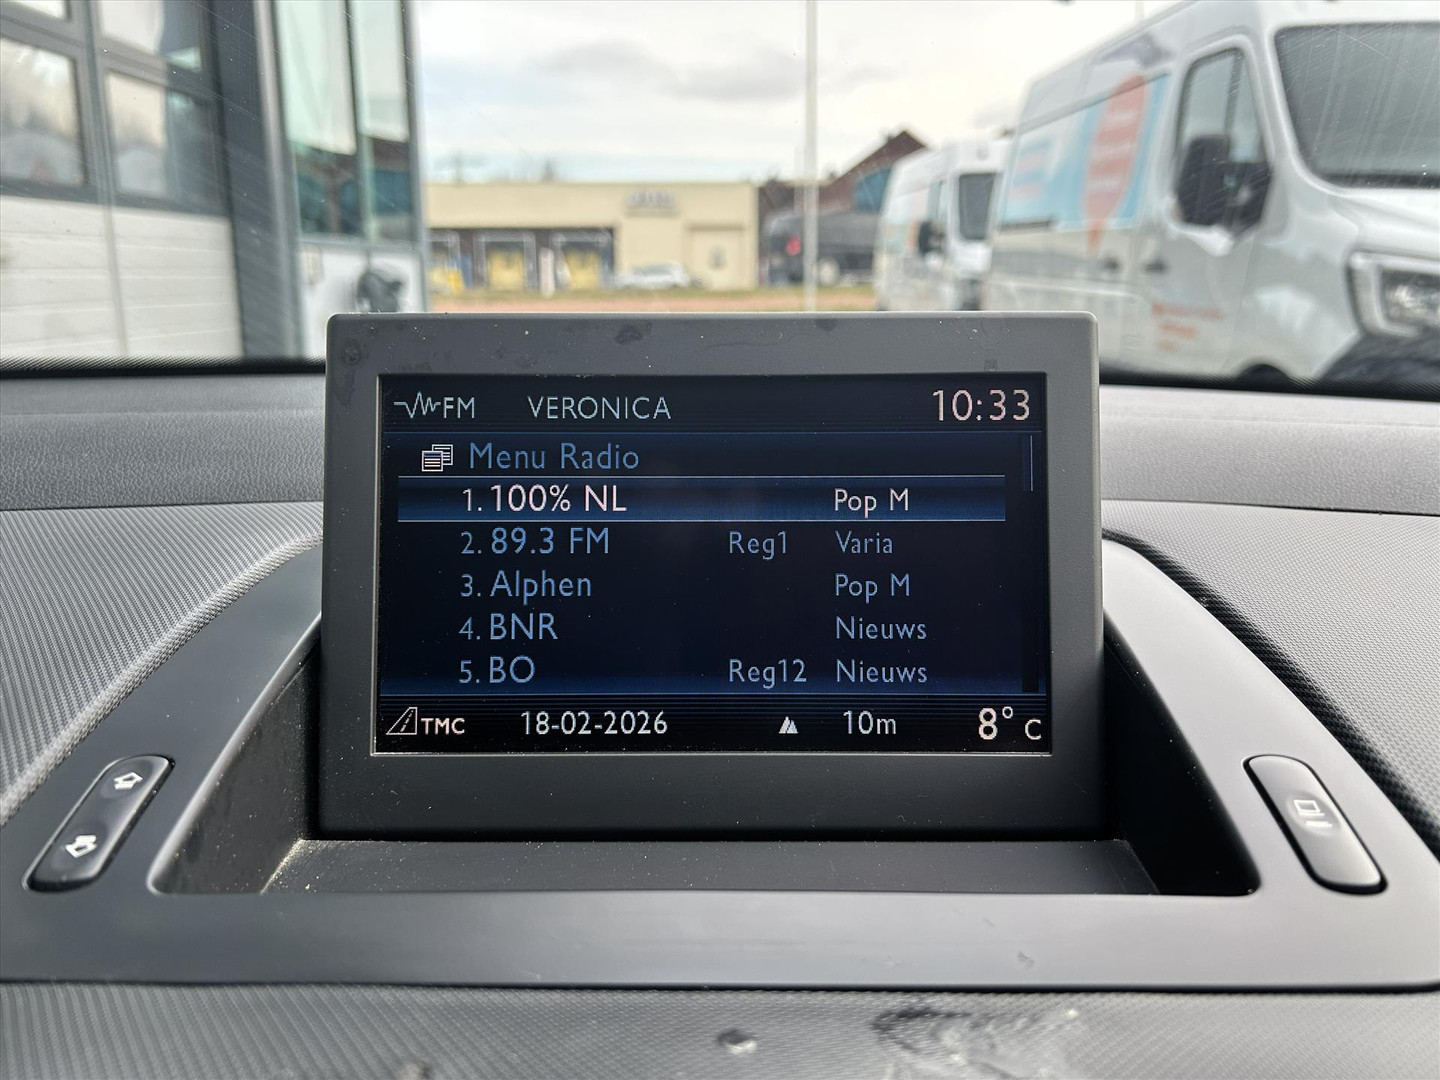 FM VERONICA 10:33
Menu Radio
1. 100% NL Pop M
2. 89.3 FM Reg1 Varia
3. Alphen Pop M
4. BNR Nieuws
5. BO Reg12 Nieuws
TMC 18-02-2026 10m 8° C